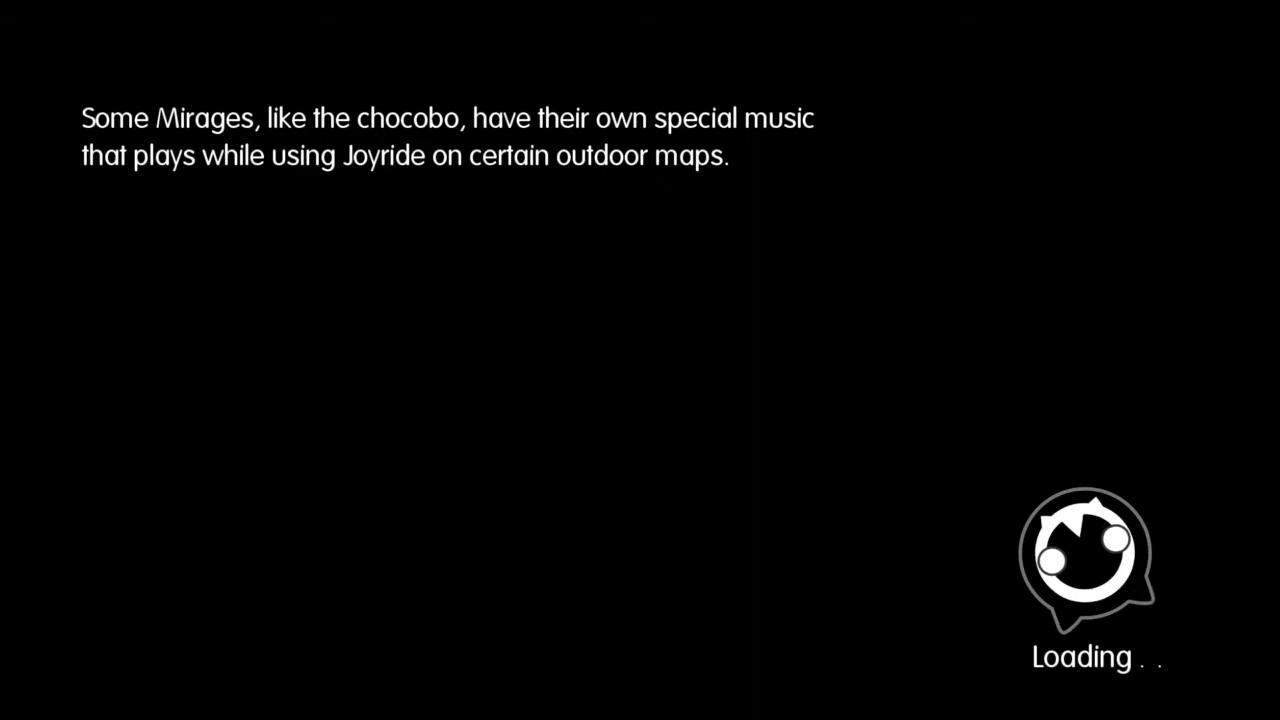 Some Mirages, like the chocobo, have their own special music
that plays while using Joyride on certain outdoor maps.
Loading . .